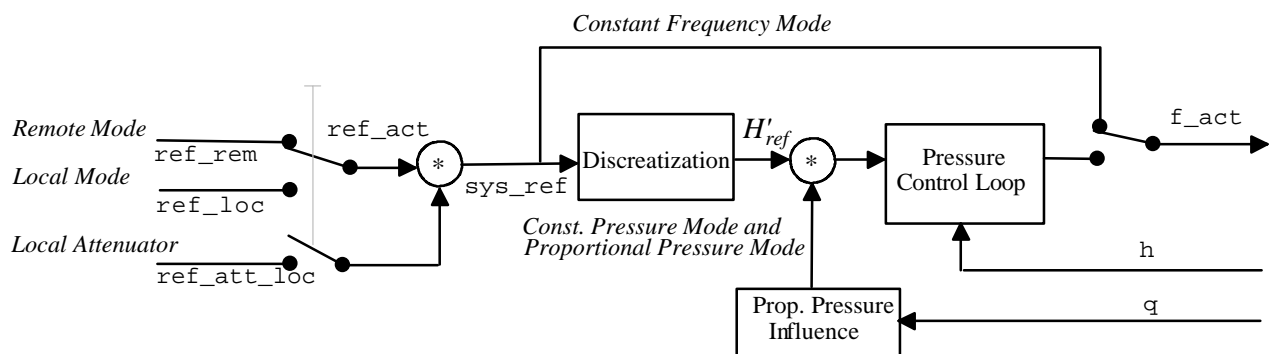 Constant Frequency Mode
Remote Mode
ref_rem
ref_act
Local Mode
ref_loc
Local Attenuator
ref_att_loc
*
sys_ref
Discreatization
H'ref
*
Const. Pressure Mode and
Proportional Pressure Mode
Pressure
Control Loop
f_act
h
Prop. Pressure
Influence
q